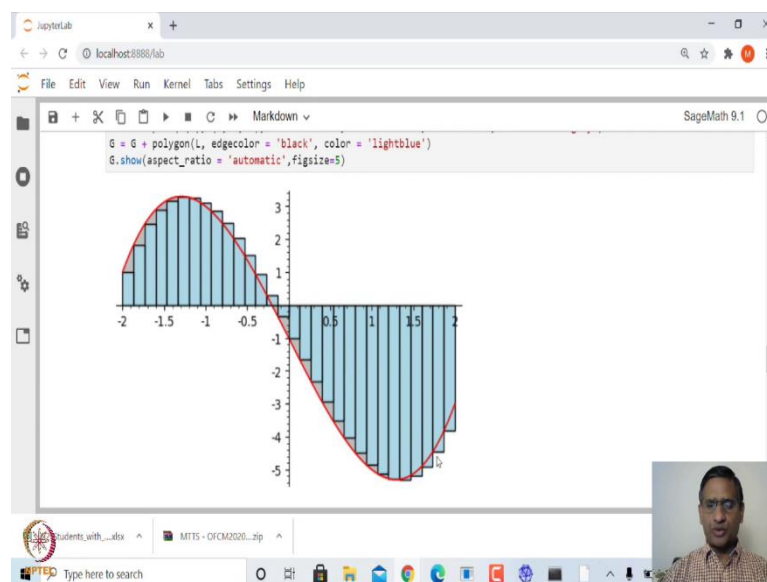 JupyterLab
localhost:8888/lab
M
File Edit View Run Kernel Tabs Settings Help
Markdown
SageMath 9.1
G = G + polygon(L, edgecolor = 'black', color = 'lightblue')
G.show(aspect_ratio = 'automatic',figsize=5)
3
2
1
-2 -1.5 -1 -0.5 0.5 1 1.5 2
-1
-2
-3
-4
-5
Students_with_....xlsx
MTTS - OFCM2020....zip
NPTEL
Type here to search